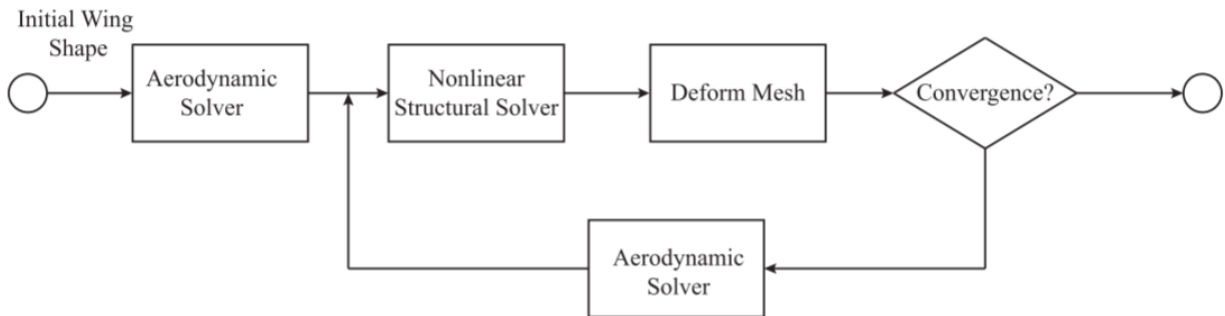 Initial Wing
Shape
Aerodynamic
Solver
Nonlinear
Structural Solver
Deform Mesh
Convergence?
Aerodynamic
Solver